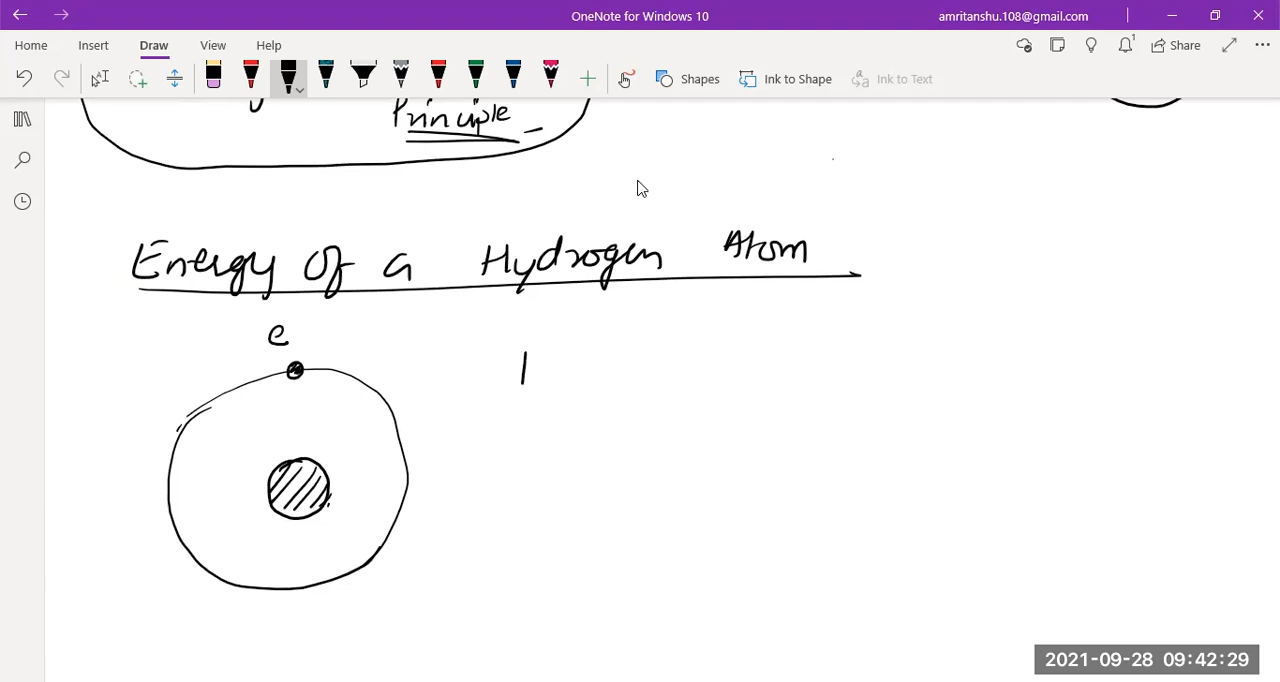 OneNote for Windows 10
amritanshu.108@gmail.com
Home Insert Draw View Help
1
Share
Shapes
Ink to Shape
Ink to Text
Principle
Energy Of a Hydrogen Atom
e
2021-09-28 09:42:29